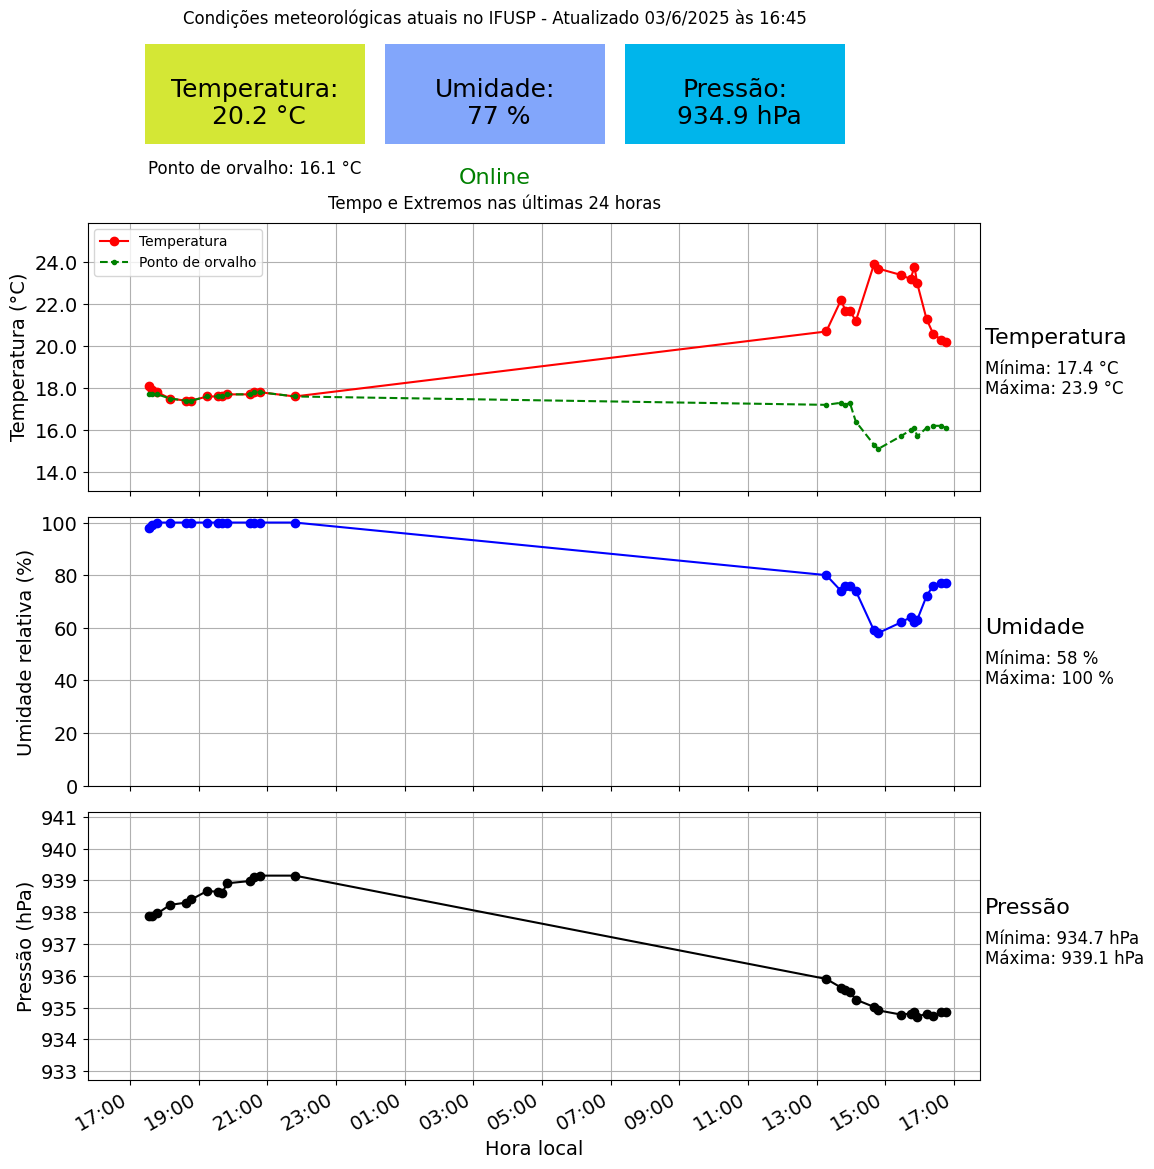 Condições meteorológicas atuais no IFUSP - Atualizado 03/6/2025 às 16:45
Temperatura:
20.2 °C
Umidade:
77 %
Pressão:
934.9 hPa
Ponto de orvalho: 16.1 °C
Online
Tempo e Extremos nas últimas 24 horas
Temperatura
Ponto de orvalho
Temperatura (°C)
24.0
22.0
20.0
18.0
16.0
14.0
Temperatura
Mínima: 17.4 °C
Máxima: 23.9 °C
Umidade relativa (%)
100
80
60
40
20
0
Umidade
Mínima: 58 %
Máxima: 100 %
Pressão (hPa)
941
940
939
938
937
936
935
934
933
Pressão
Mínima: 934.7 hPa
Máxima: 939.1 hPa
17:00 19:00 21:00 23:00 01:00 03:00 05:00 07:00 09:00 11:00 13:00 15:00 17:00
Hora local